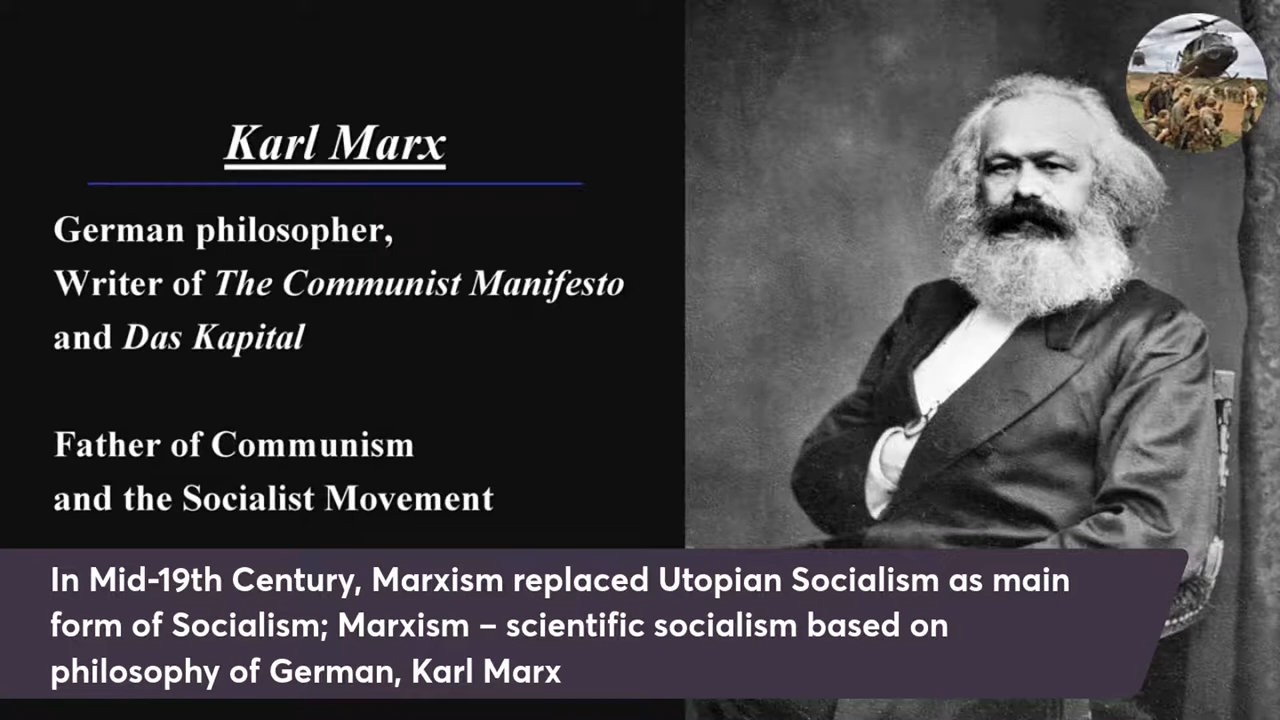 Karl Marx
German philosopher,
Writer of The Communist Manifesto
and Das Kapital
Father of Communism
and the Socialist Movement
In Mid-19th Century, Marxism replaced Utopian Socialism as main
form of Socialism; Marxism – scientific socialism based on
philosophy of German, Karl Marx